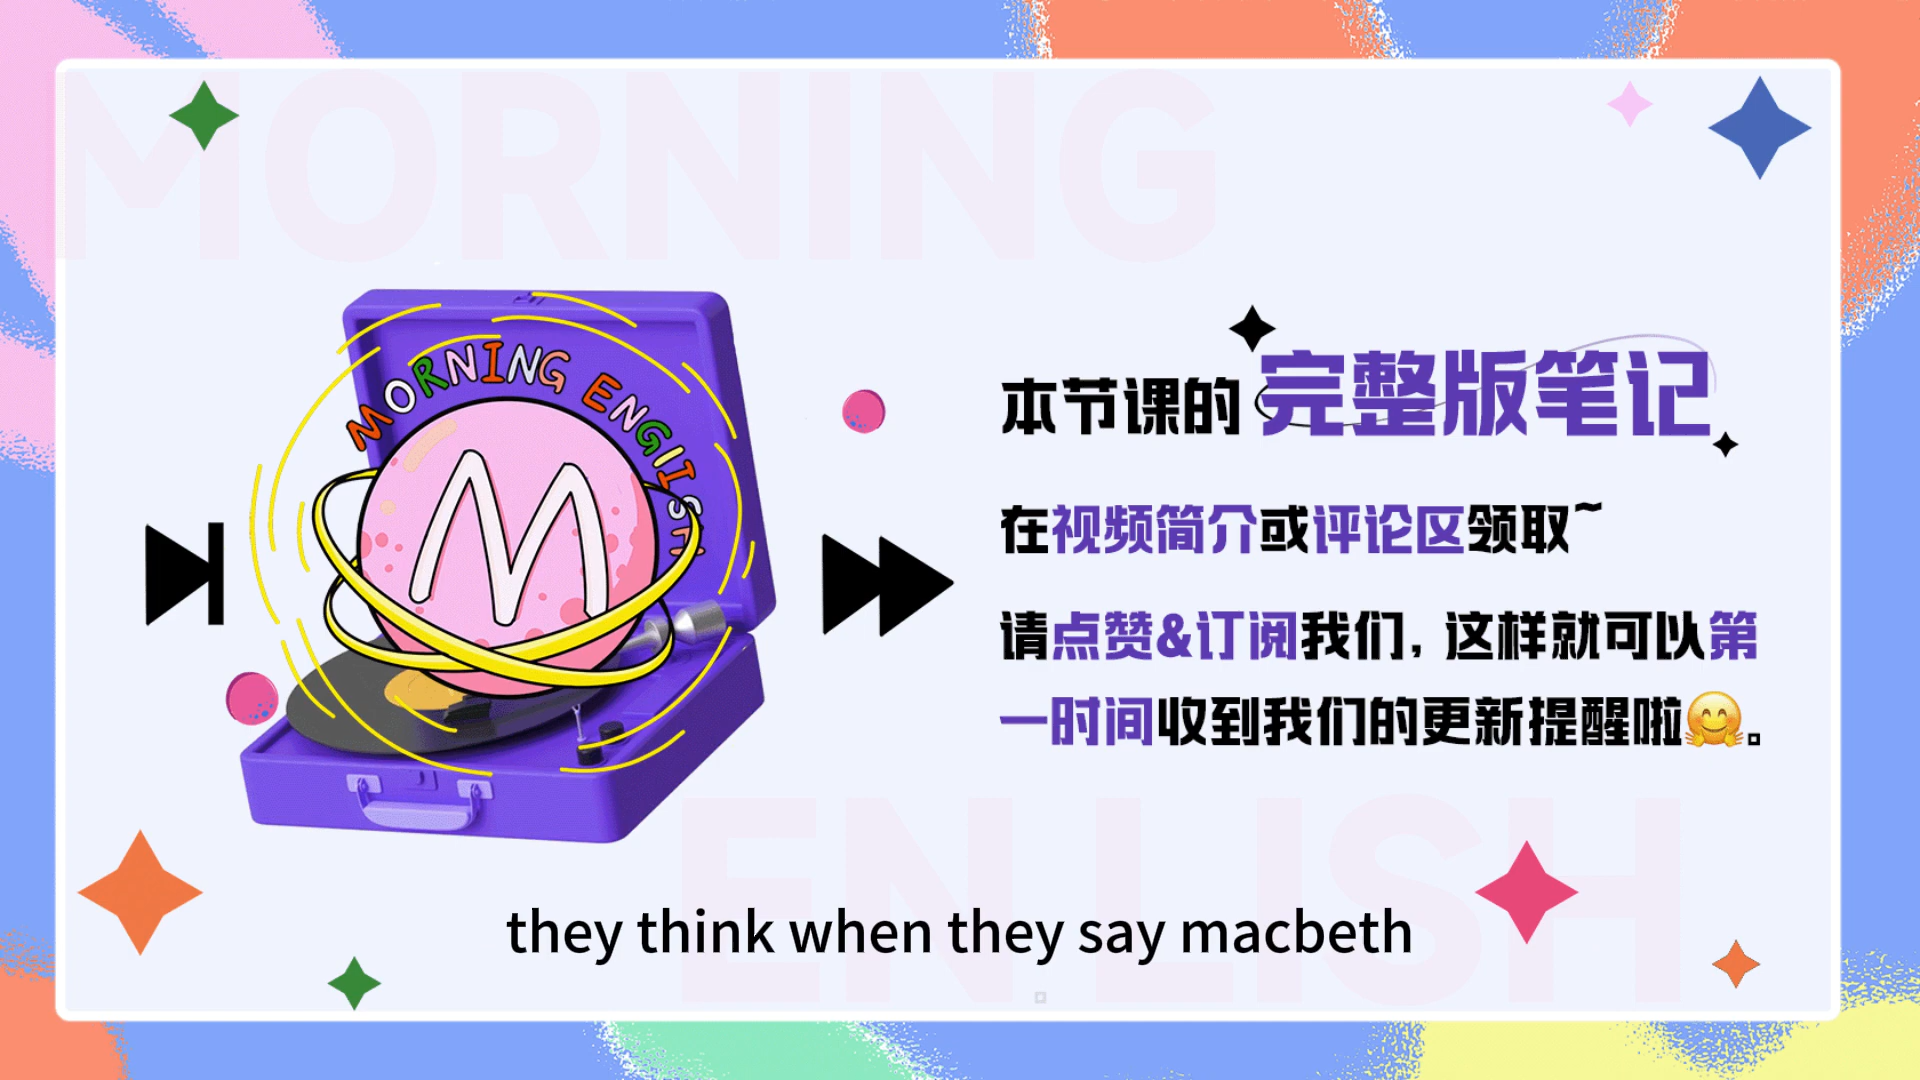 MORNING
MORNING ENGLISH
M
本节课的 完整版笔记
在视频简介或评论区领取~
请点赞&订阅我们，这样就可以第
一时间收到我们的更新提醒啦🤗。
EN LISH
they think when they say macbeth